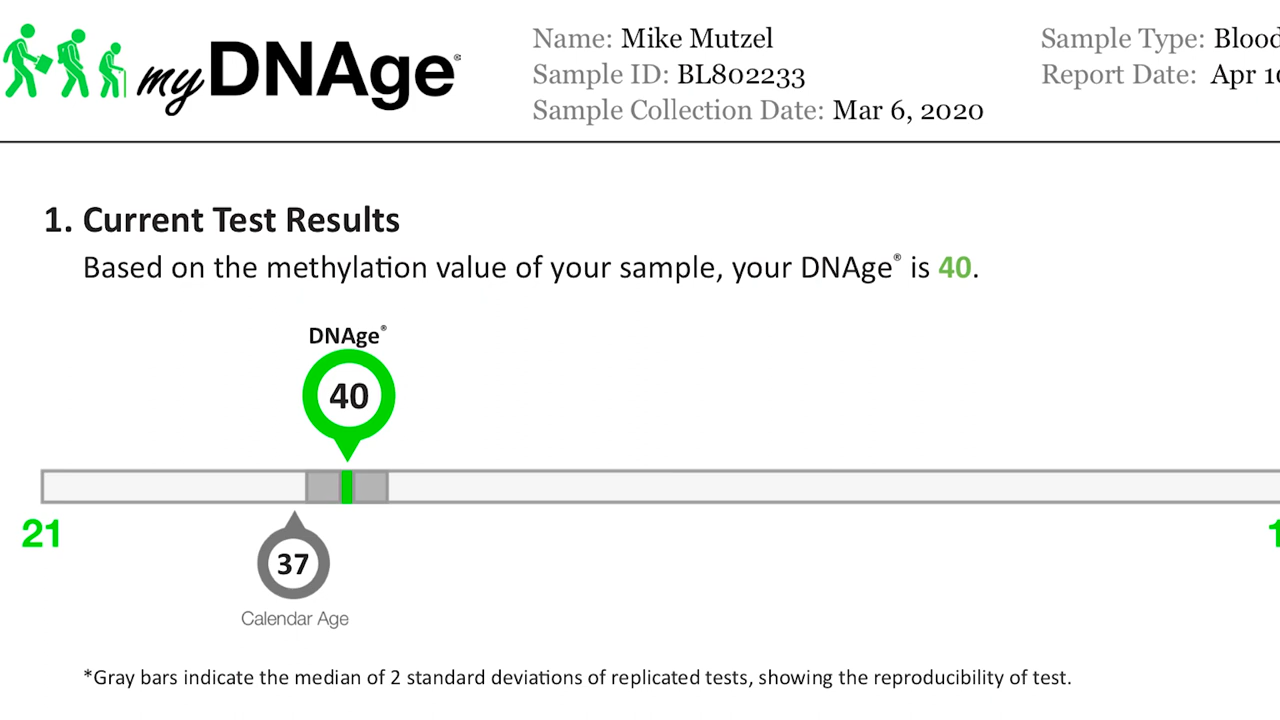 myDNAge®
Name: Mike Mutzel
Sample ID: BL802233
Sample Collection Date: Mar 6, 2020
Sample Type: Blood
Report Date: Apr 10
1. Current Test Results
Based on the methylation value of your sample, your DNAge® is 40.
DNAge®
40
21
37
Calendar Age
*Gray bars indicate the median of 2 standard deviations of replicated tests, showing the reproducibility of test.